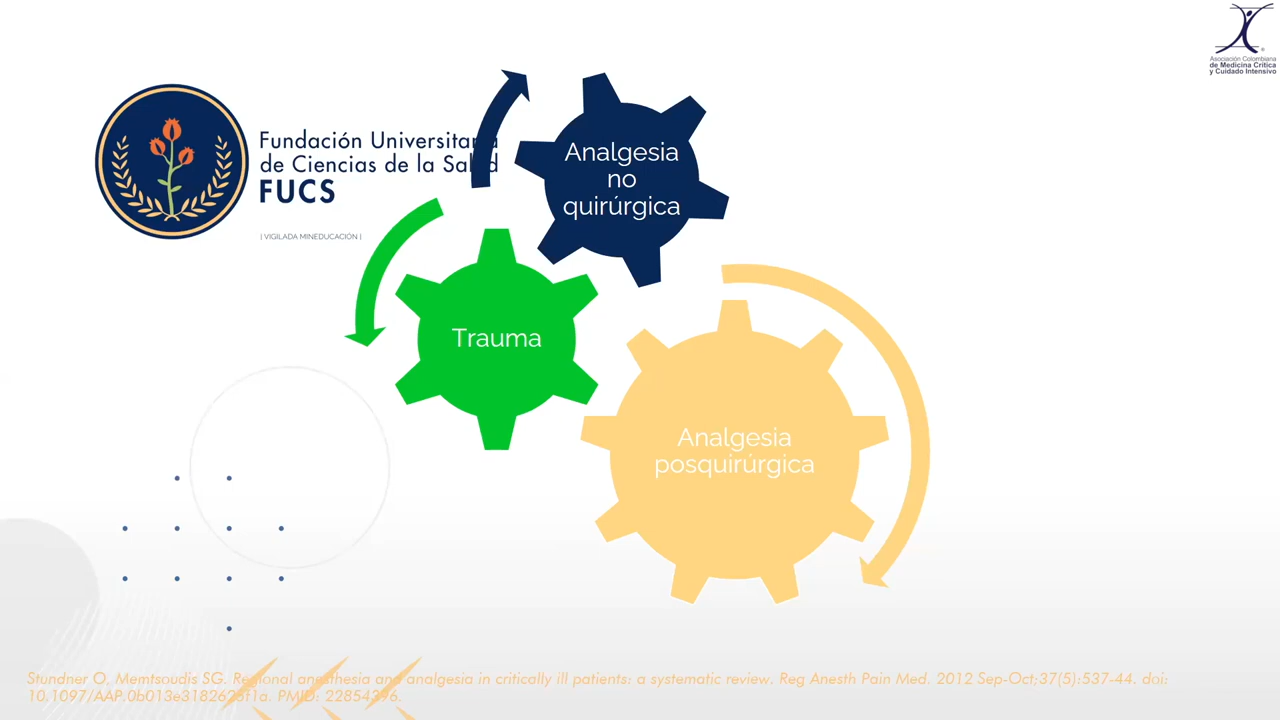 Asociación Colombiana
de Medicina Crítica
y Cuidado Intensivo
Fundación Universitaria
de Ciencias de la Salud
FUCS
| VIGILADA MINEDUCACIÓN |
Analgesia
no
quirúrgica
Trauma
Analgesia
posquirúrgica
Stundner O, Memtsoudis SG. Regional anesthesia and analgesia in critically ill patients: a systematic review. Reg Anesth Pain Med. 2012 Sep-Oct;37(5):537-44. doi:
10.1097/AAP.0b013e3182625f1a. PMID: 22854396.